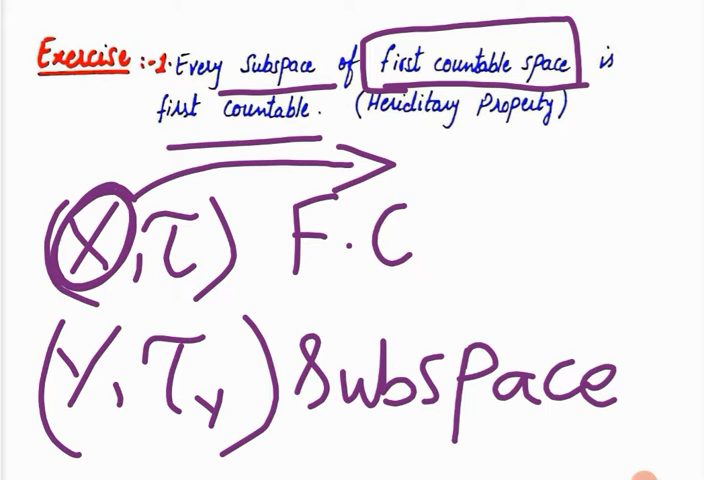 Exercise :-1. Every Subspace of first countable space is
first countable. (Heriditary Property)
(X, τ) F.C
(Y, τ_Y) Subspace